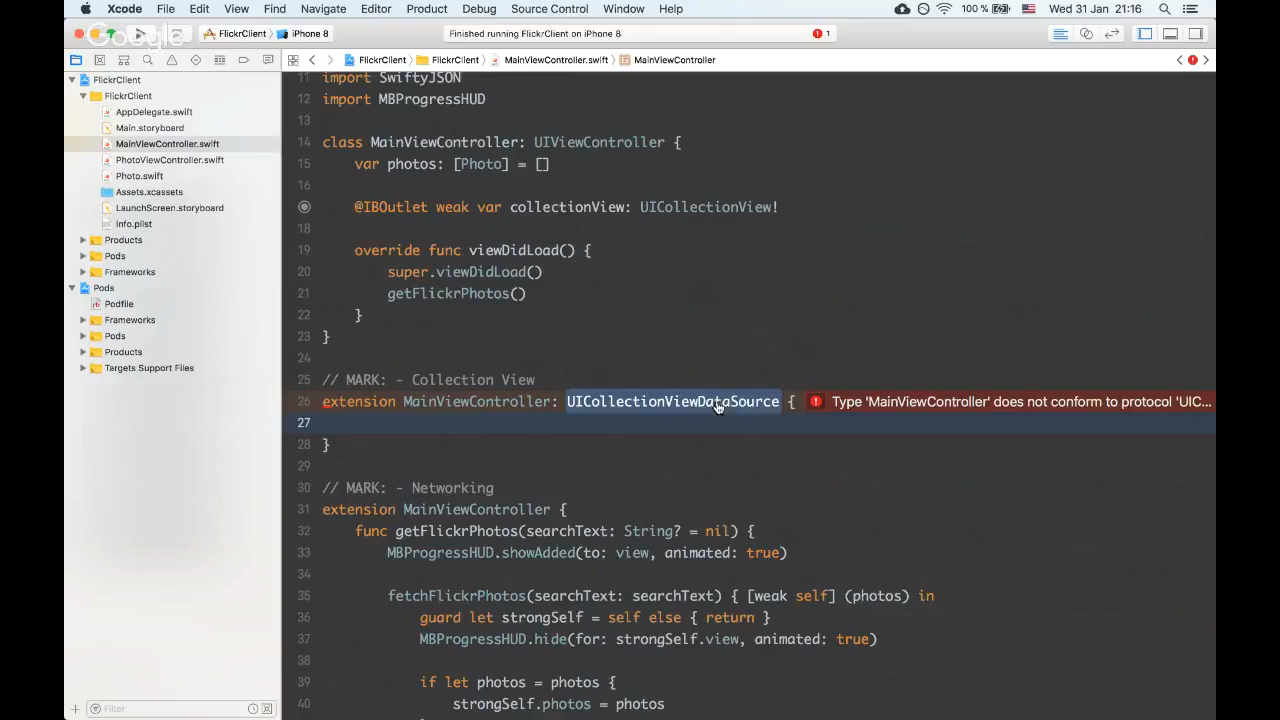 Xcode File Edit View Find Navigate Editor Product Debug Source Control Window Help 100 % Wed 31 Jan 21:16
Google
FlickrClient iPhone 8 Finished running FlickrClient on iPhone 8 1
FlickrClient FlickrClient MainViewController.swift MainViewController
FlickrClient
FlickrClient
AppDelegate.swift
Main.storyboard
MainViewController.swift
PhotoViewController.swift
Photo.swift
Assets.xcassets
LaunchScreen.storyboard
Info.plist
Products
Pods
Frameworks
Pods
Podfile
Frameworks
Pods
Products
Targets Support Files
Filter
11 import SwiftyJSON
12 import MBProgressHUD
13
14 class MainViewController: UIViewController {
15 var photos: [Photo] = []
16
@IBOutlet weak var collectionView: UICollectionView!
18
19 override func viewDidLoad() {
20 super.viewDidLoad()
21 getFlickrPhotos()
22 }
23 }
24
25 // MARK: - Collection View
26 extension MainViewController: UICollectionViewDataSource { Type 'MainViewController' does not conform to protocol 'UIC...
27
28 }
29
30 // MARK: - Networking
31 extension MainViewController {
32 func getFlickrPhotos(searchText: String? = nil) {
33 MBProgressHUD.showAdded(to: view, animated: true)
34
35 fetchFlickrPhotos(searchText: searchText) { [weak self] (photos) in
36 guard let strongSelf = self else { return }
37 MBProgressHUD.hide(for: strongSelf.view, animated: true)
38
39 if let photos = photos {
40 strongSelf.photos = photos